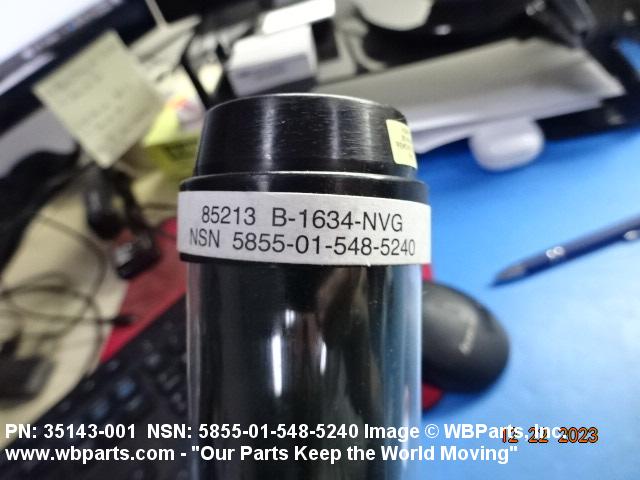 85213 B-1634-NVG
NSN 5855-01-548-5240
PN: 35143-001 NSN: 5855-01-548-5240 Image © WBParts, Inc.
12 22 2023
www.wbparts.com - "Our Parts Keep the World Moving"